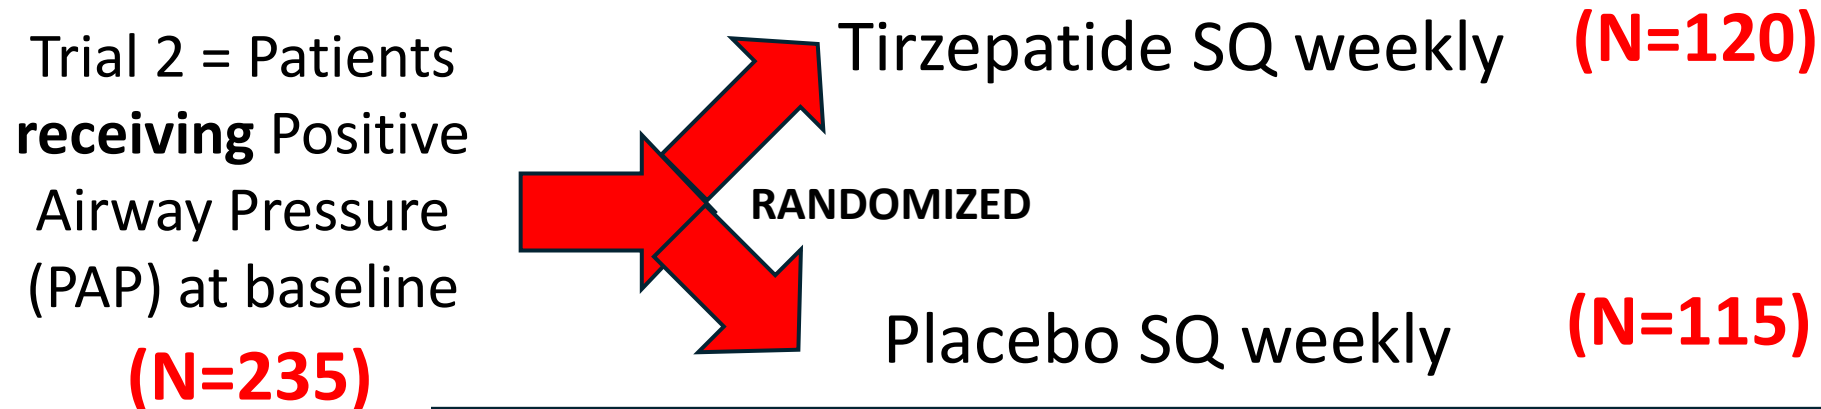 Trial 2 = Patients
receiving Positive
Airway Pressure
(PAP) at baseline
(N=235)
RANDOMIZED
Tirzepatide SQ weekly (N=120)
Placebo SQ weekly (N=115)